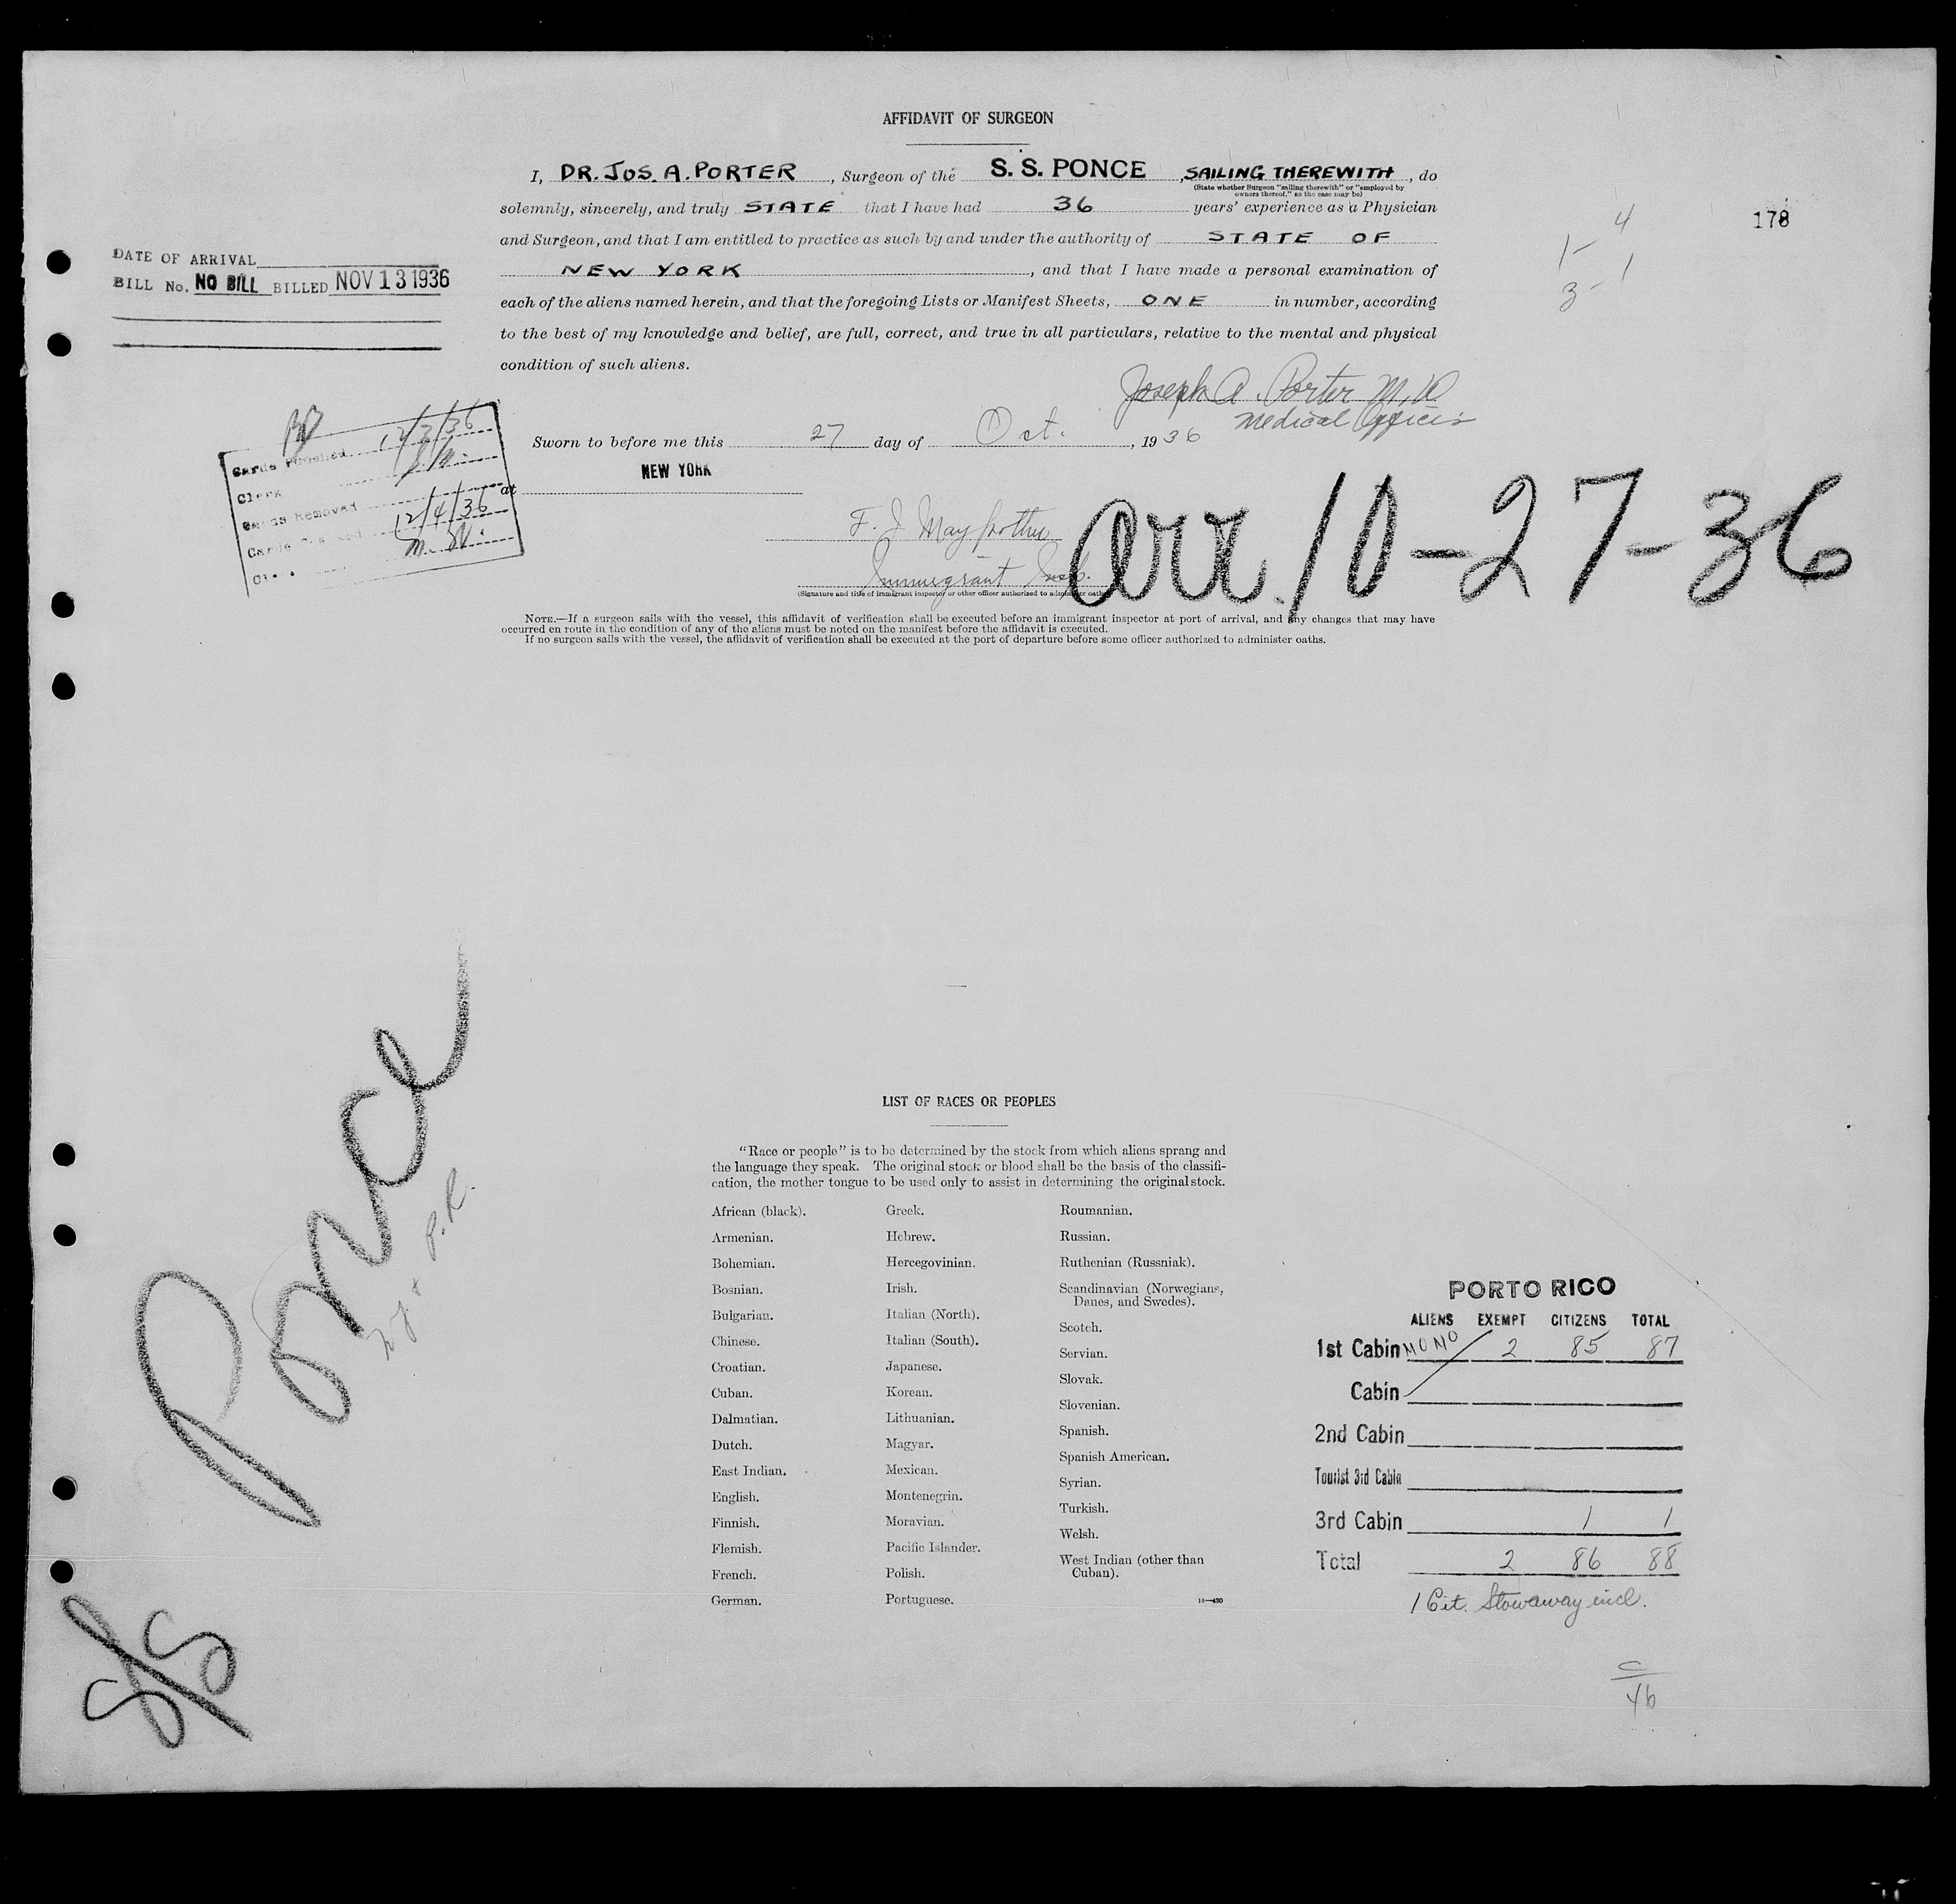 AFFIDAVIT OF SURGEON
I, DR. JOS. A. PORTER, Surgeon of the S. S. PONCE, SAILING THEREWITH, do
(State whether Surgeon "sailing therewith" or "employed by
owners thereof," as the case may be)
solemnly, sincerely, and truly STATE that I have had 36 years' experience as a Physician
and Surgeon, and that I am entitled to practice as such by and under the authority of STATE OF
NEW YORK, and that I have made a personal examination of
each of the aliens named herein, and that the foregoing Lists or Manifest Sheets, ONE in number, according
to the best of my knowledge and belief, are full, correct, and true in all particulars, relative to the mental and physical
condition of such aliens.
178
4
1-
1
3-
DATE OF ARRIVAL
BILL No. NO BILL BILLED NOV 13 1936
Joseph A. Porter M.D
Medical Officer
Sworn to before me this 27 day of Oct., 1936
at NEW YORK
Cards Punched 12/3/36
Clerk
Cards Removed
12/4/36
F. J. May
Immigrant Insp.
(Signature and title of immigrant inspector or other officer authorized to administer oaths)
arr. 10-27-36
NOTE.—If a surgeon sails with the vessel, this affidavit of verification shall be executed before an immigrant inspector at port of arrival, and any changes that may have
occurred en route in the condition of any of the aliens must be noted on the manifest before the affidavit is executed.
If no surgeon sails with the vessel, the affidavit of verification shall be executed at the port of departure before some officer authorized to administer oaths.
S/S Ponce
P.R.
LIST OF RACES OR PEOPLES
"Race or people" is to be determined by the stock from which aliens sprang and
the language they speak. The original stock or blood shall be the basis of the classifi-
cation, the mother tongue to be used only to assist in determining the original stock.
African (black).
Armenian.
Bohemian.
Bosnian.
Bulgarian.
Chinese.
Croatian.
Cuban.
Dalmatian.
Dutch.
East Indian.
English.
Finnish.
Flemish.
French.
German.
Greek.
Hebrew.
Hercegovinian.
Irish.
Italian (North).
Italian (South).
Japanese.
Korean.
Lithuanian.
Magyar.
Mexican.
Montenegrin.
Moravian.
Pacific Islander.
Polish.
Portuguese.
Roumanian.
Russian.
Ruthenian (Russniak).
Scandinavian (Norwegians,
Danes, and Swedes).
Scotch.
Servian.
Slovak.
Slovenian.
Spanish.
Spanish American.
Syrian.
Turkish.
Welsh.
West Indian (other than
Cuban).
14—430
PORTO RICO
ALIENS EXEMPT CITIZENS TOTAL
1st Cabin NONO 2 85 87
Cabin
2nd Cabin
Tourist 3rd Cabin
3rd Cabin 1 1
Total 2 86 88
1 Cit. Stowaway incl.